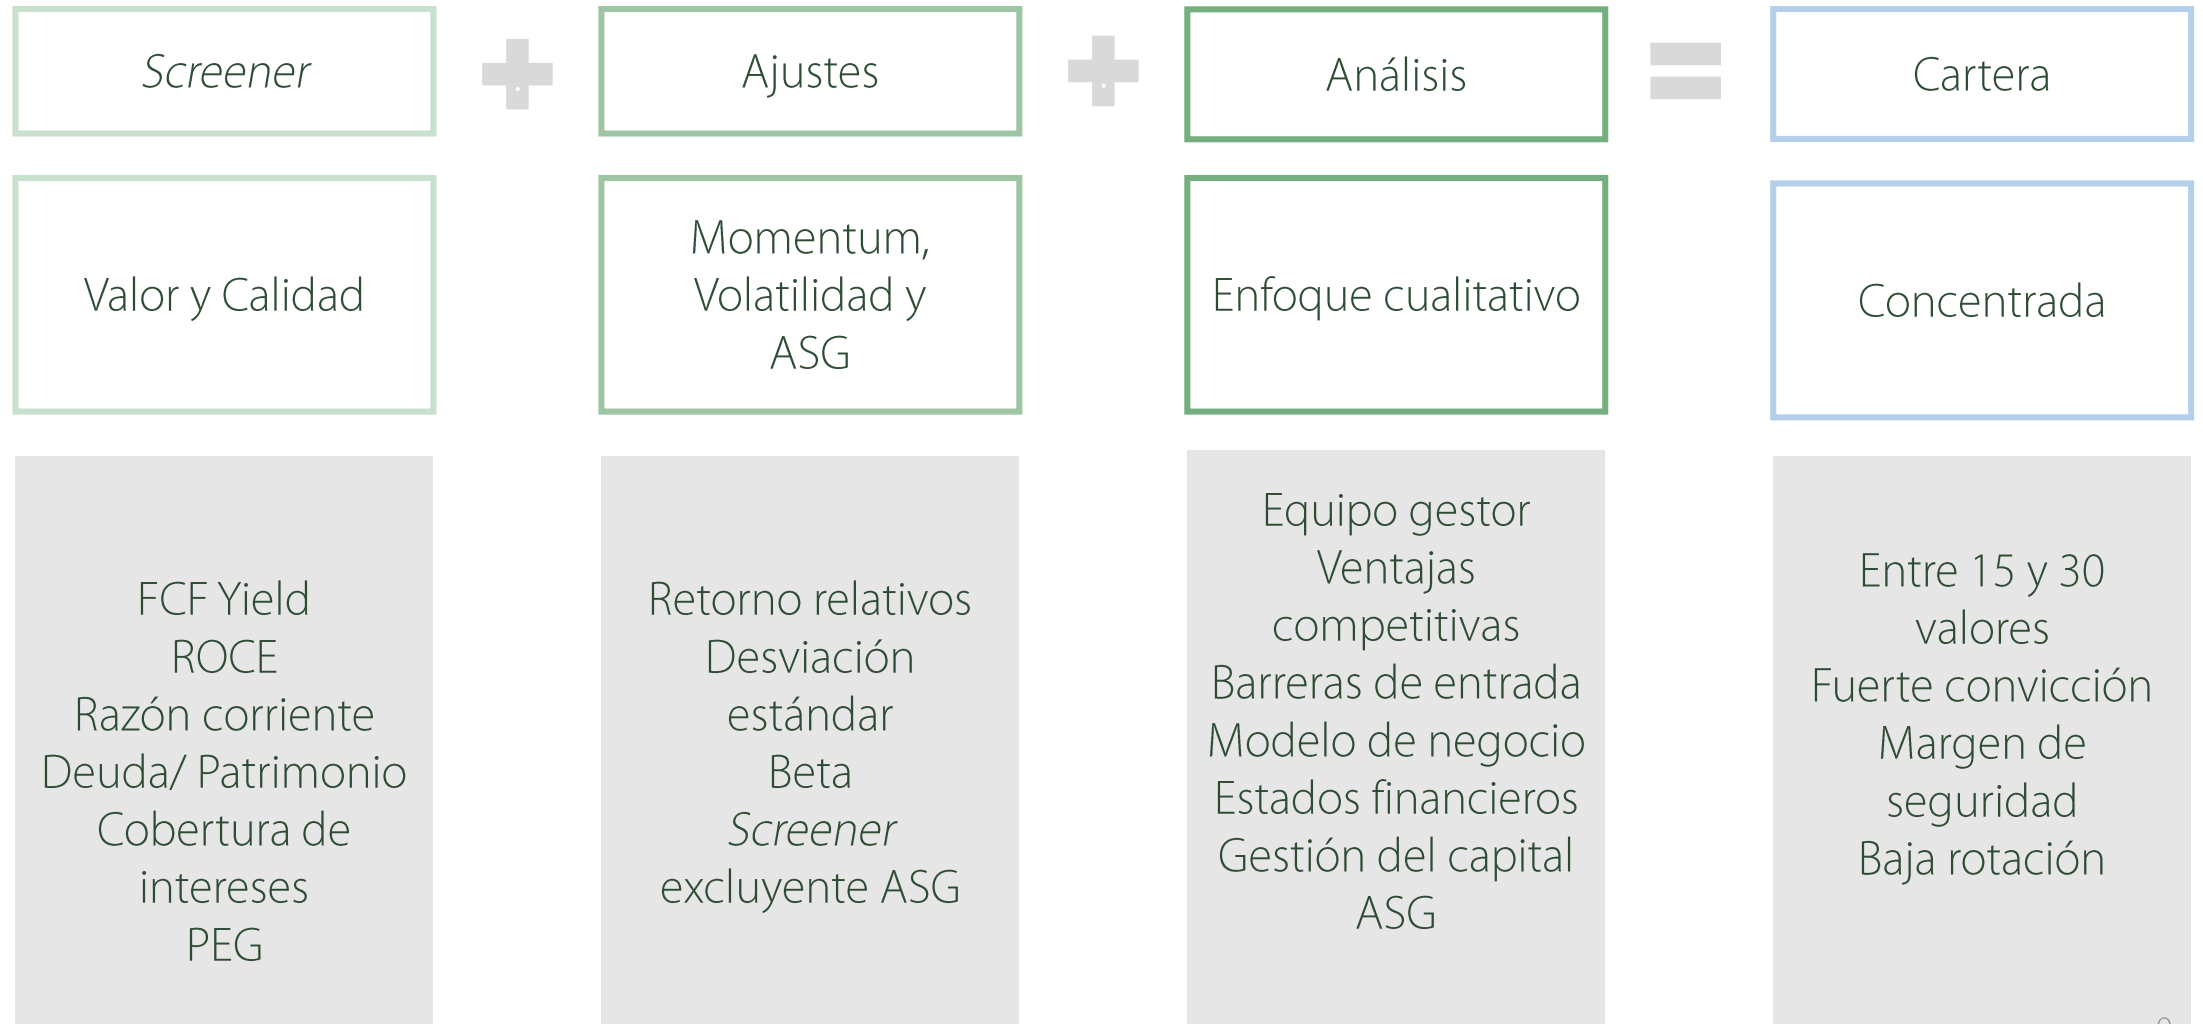 Screener
Ajustes
Análisis
Cartera
Valor y Calidad
Momentum,
Volatilidad y
ASG
Enfoque cualitativo
Concentrada
FCF Yield
ROCE
Razón corriente
Deuda/ Patrimonio
Cobertura de
intereses
PEG
Retorno relativos
Desviación
estándar
Beta
Screener
excluyente ASG
Equipo gestor
Ventajas
competitivas
Barreras de entrada
Modelo de negocio
Estados financieros
Gestión del capital
ASG
Entre 15 y 30
valores
Fuerte convicción
Margen de
seguridad
Baja rotación